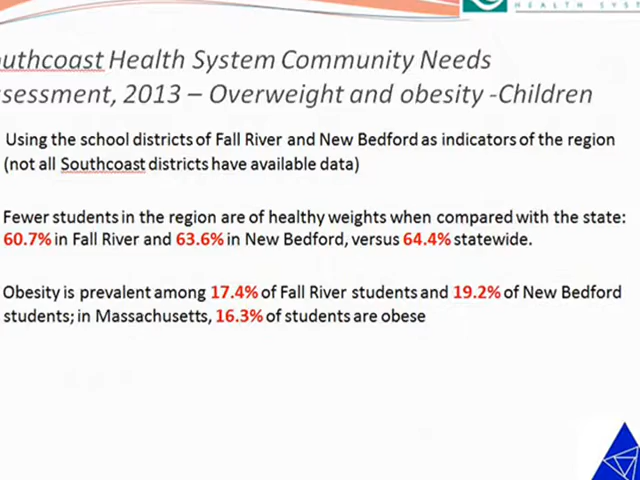 HEALTH SYST
uthcoast Health System Community Needs
sessment, 2013 – Overweight and obesity -Children
Using the school districts of Fall River and New Bedford as indicators of the region
(not all Southcoast districts have available data)
Fewer students in the region are of healthy weights when compared with the state:
60.7% in Fall River and 63.6% in New Bedford, versus 64.4% statewide.
Obesity is prevalent among 17.4% of Fall River students and 19.2% of New Bedford
students; in Massachusetts, 16.3% of students are obese